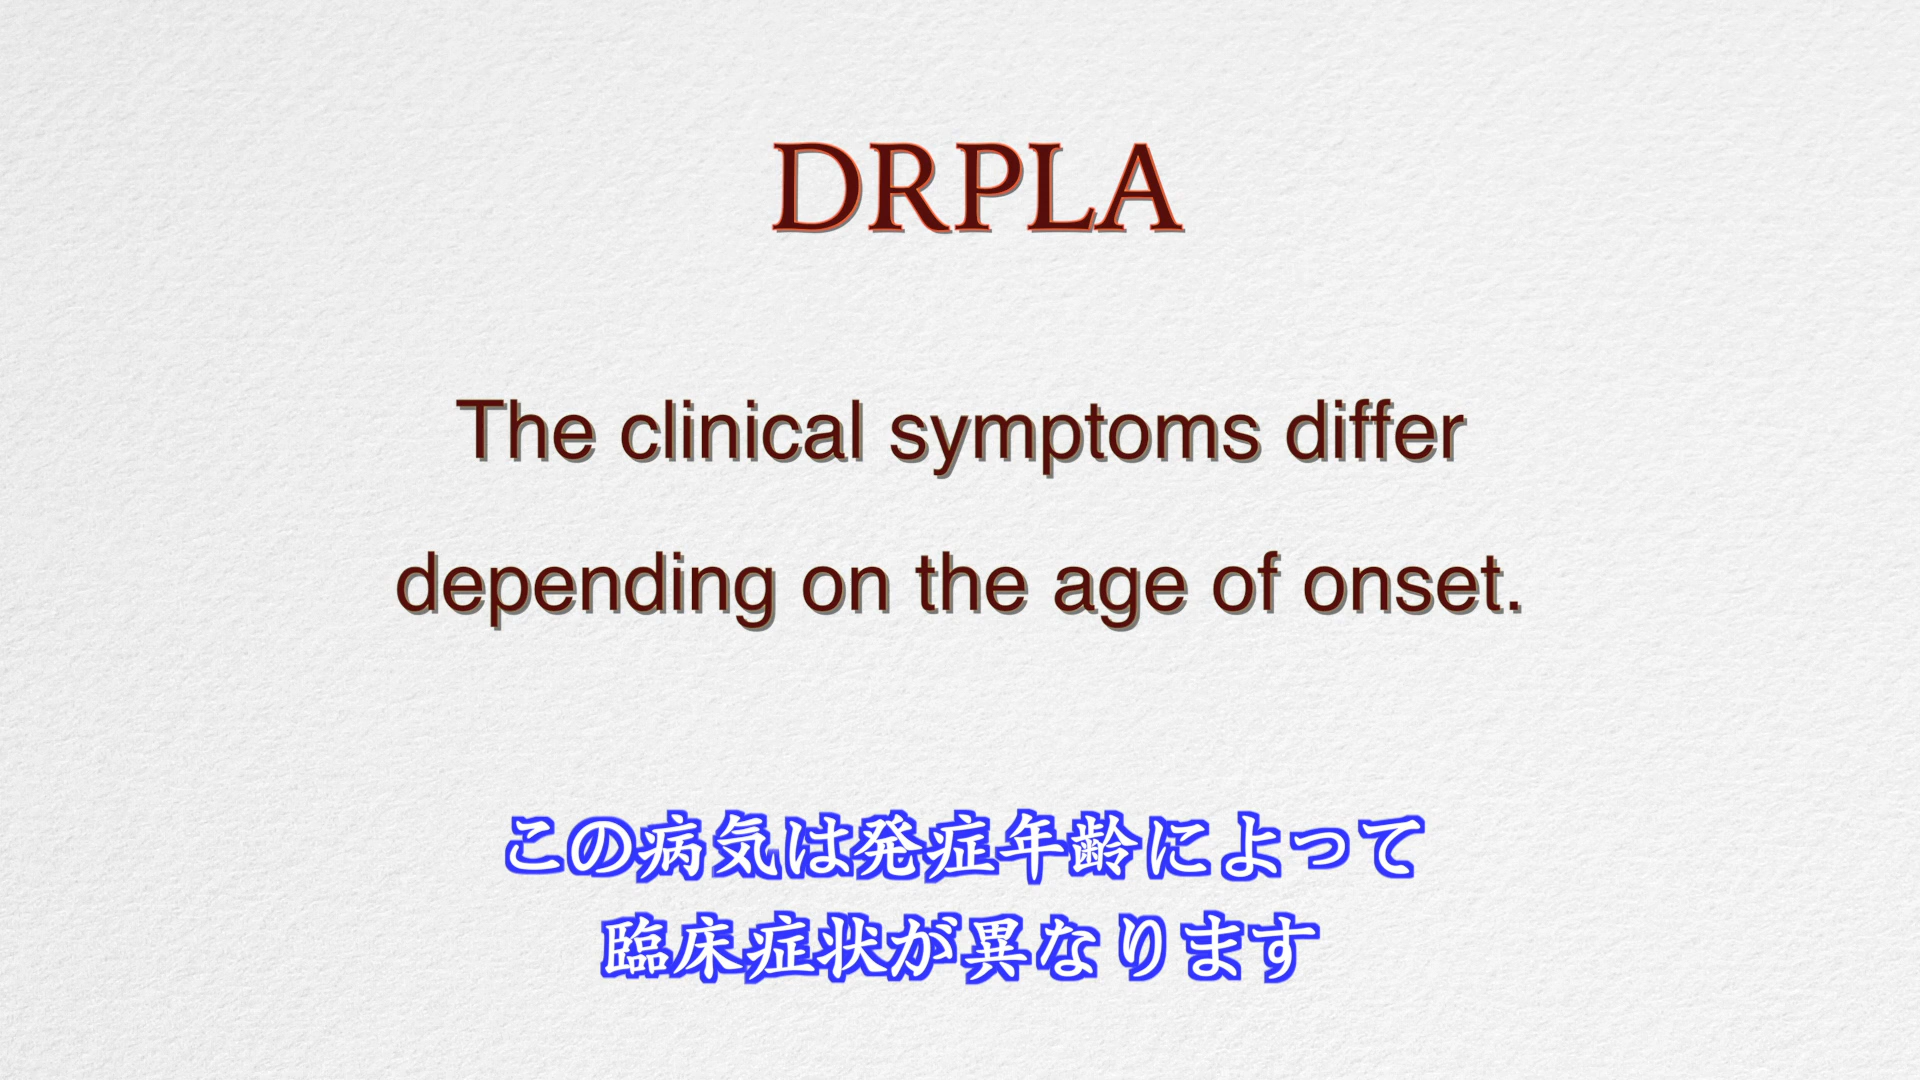 DRPLA
The clinical symptoms differ
depending on the age of onset.
この病気は発症年齢によって
臨床症状が異なります